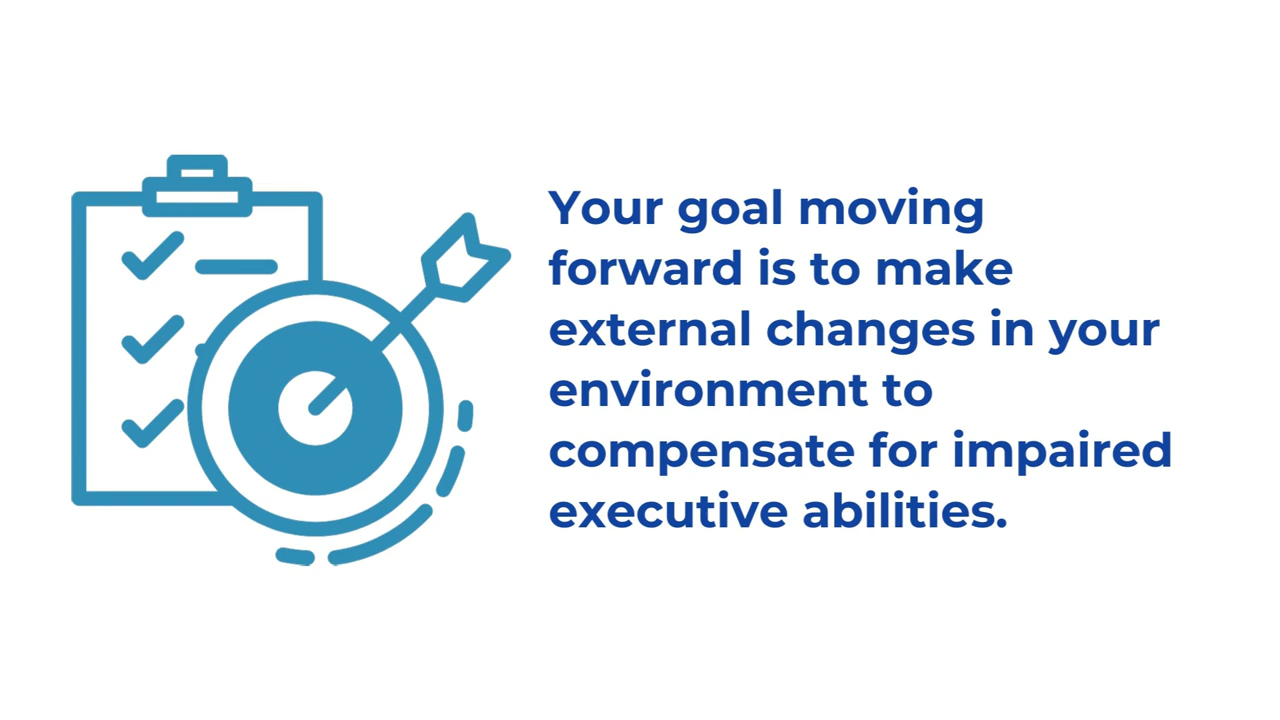 Your goal moving
forward is to make
external changes in your
environment to
compensate for impaired
executive abilities.